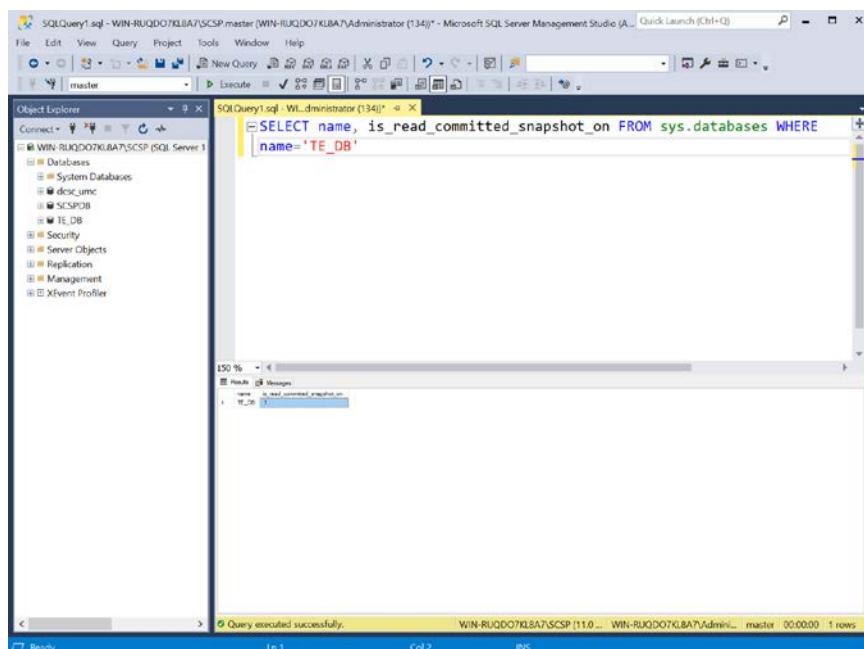 SQLQuery1.sql - WIN-RUQDO7KL8A7\SCSP.master (WIN-RUQDO7KL8A7\Administrator (134))* - Microsoft SQL Server Management Studio (A...
Quick Launch (Ctrl+Q)
File Edit View Query Project Tools Window Help
New Query
master
Execute
Object Explorer
SQLQuery1.sql - WI...dministrator (134))*
Connect
WIN-RUQDO7KL8A7\SCSP (SQL Server 1
Databases
System Databases
desc_umc
SCSPDB
TE_DB
Security
Server Objects
Replication
Management
XEvent Profiler
SELECT name, is_read_committed_snapshot_on FROM sys.databases WHERE
name='TE_DB'
150 %
Results Messages
name is_read_committed_snapshot_on
1 TE_DB 1
Query executed successfully.
WIN-RUQDO7KL8A7\SCSP (11.0 ... WIN-RUQDO7KL8A7\Admini... master 00:00:00 1 rows
Ready Ln 1 Col 2 INS